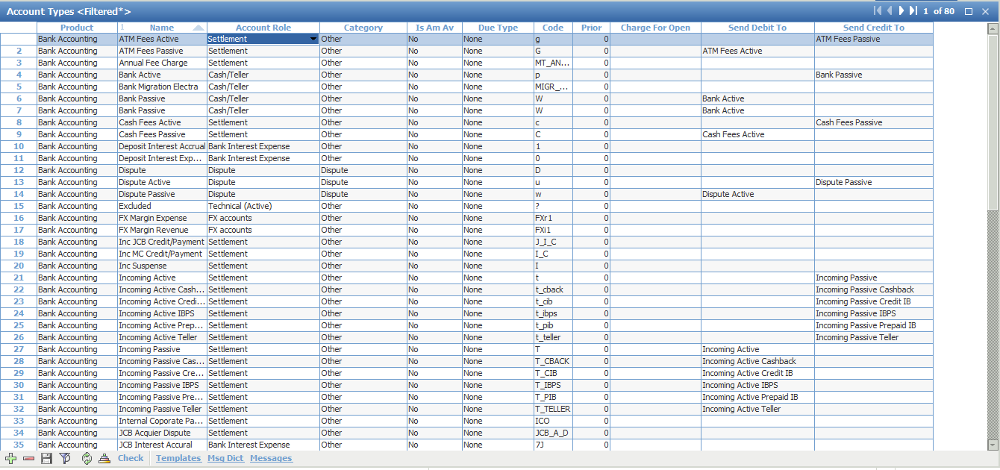 Account Types <Filtered*> 1 of 80
Product 1 Name Account Role Category Is Am Av Due Type Code Prior Charge For Open Send Debit To Send Credit To
Bank Accounting ATM Fees Active Settlement Other No None g 0 ATM Fees Passive
2 Bank Accounting ATM Fees Passive Settlement Other No None G 0 ATM Fees Active
3 Bank Accounting Annual Fee Charge Settlement Other No None MT_AN... 0
4 Bank Accounting Bank Active Cash/Teller Other No None p 0 Bank Passive
5 Bank Accounting Bank Migration Electra Cash/Teller Other No None MIGR_... 0
6 Bank Accounting Bank Passive Cash/Teller Other No None W 0 Bank Active
7 Bank Accounting Bank Passive Cash/Teller Other No None W 0 Bank Active
8 Bank Accounting Cash Fees Active Settlement Other No None c 0 Cash Fees Passive
9 Bank Accounting Cash Fees Passive Settlement Other No None C 0 Cash Fees Active
10 Bank Accounting Deposit Interest Accrual Bank Interest Expense Other No None 1 0
11 Bank Accounting Deposit Interest Exp... Bank Interest Expense Other No None 0 0
12 Bank Accounting Dispute Dispute Dispute No None D 0
13 Bank Accounting Dispute Active Dispute Dispute No None u 0 Dispute Passive
14 Bank Accounting Dispute Passive Dispute Dispute No None w 0 Dispute Active
15 Bank Accounting Excluded Technical (Active) Other No None ? 0
16 Bank Accounting FX Margin Expense FX accounts Other No None FXr1 0
17 Bank Accounting FX Margin Revenue FX accounts Other No None FXi1 0
18 Bank Accounting Inc JCB Credit/Payment Settlement Other No None J_I_C 0
19 Bank Accounting Inc MC Credit/Payment Settlement Other No None I_C 0
20 Bank Accounting Inc Suspense Settlement Other No None I 0
21 Bank Accounting Incoming Active Settlement Other No None t 0 Incoming Passive
22 Bank Accounting Incoming Active Cash... Settlement Other No None t_cback 0 Incoming Passive Cashback
23 Bank Accounting Incoming Active Credi... Settlement Other No None t_cib 0 Incoming Passive Credit IB
24 Bank Accounting Incoming Active IBPS Settlement Other No None t_ibps 0 Incoming Passive IBPS
25 Bank Accounting Incoming Active Prep... Settlement Other No None t_pib 0 Incoming Passive Prepaid IB
26 Bank Accounting Incoming Active Teller Settlement Other No None t_teller 0 Incoming Passive Teller
27 Bank Accounting Incoming Passive Settlement Other No None T 0 Incoming Active
28 Bank Accounting Incoming Passive Cas... Settlement Other No None T_CBACK 0 Incoming Active Cashback
29 Bank Accounting Incoming Passive Cre... Settlement Other No None T_CIB 0 Incoming Active Credit IB
30 Bank Accounting Incoming Passive IBPS Settlement Other No None T_IBPS 0 Incoming Active IBPS
31 Bank Accounting Incoming Passive Pre... Settlement Other No None T_PIB 0 Incoming Active Prepaid IB
32 Bank Accounting Incoming Passive Teller Settlement Other No None T_TELLER 0 Incoming Active Teller
33 Bank Accounting Internal Coporate Pa... Settlement Other No None ICO 0
34 Bank Accounting JCB Acquier Dispute Settlement Other No None JCB_A_D 0
35 Bank Accounting JCB Interest Accural Bank Interest Expense Other No None 7J 0
Check Templates Msg Dict Messages